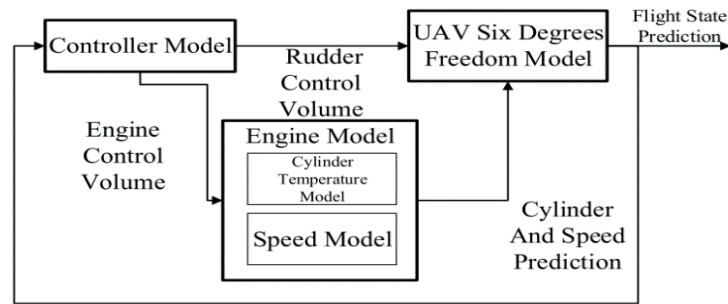 Controller Model
Rudder
Control
Volume
UAV Six Degrees
Freedom Model
Flight State
Prediction
Engine
Control
Volume
Engine Model
Cylinder
Temperature
Model
Speed Model
Cylinder
And Speed
Prediction